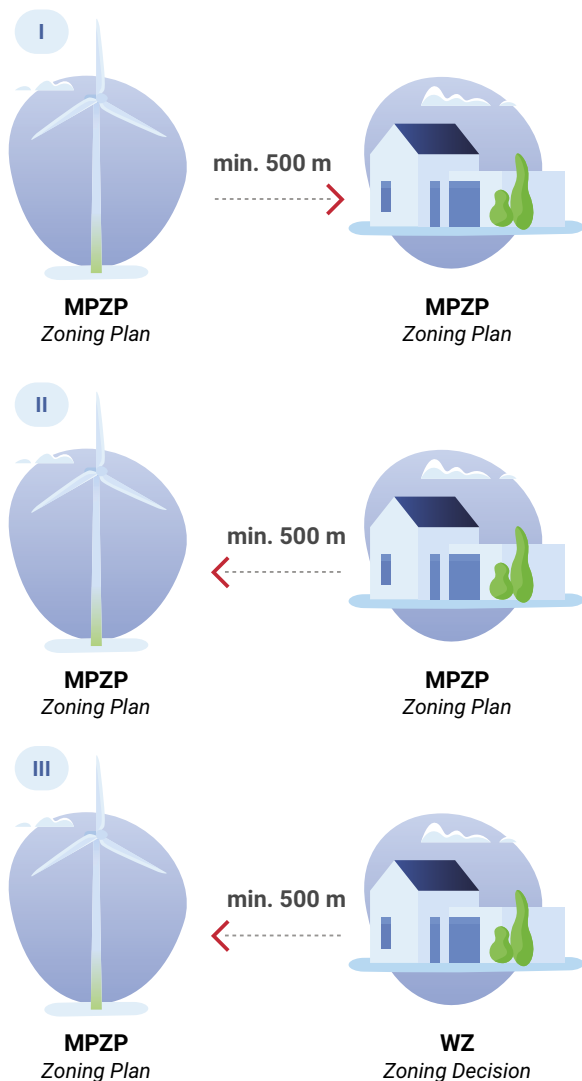 I
min. 500 m
MPZP
Zoning Plan
MPZP
Zoning Plan
II
min. 500 m
MPZP
Zoning Plan
MPZP
Zoning Plan
III
min. 500 m
MPZP
Zoning Plan
WZ
Zoning Decision